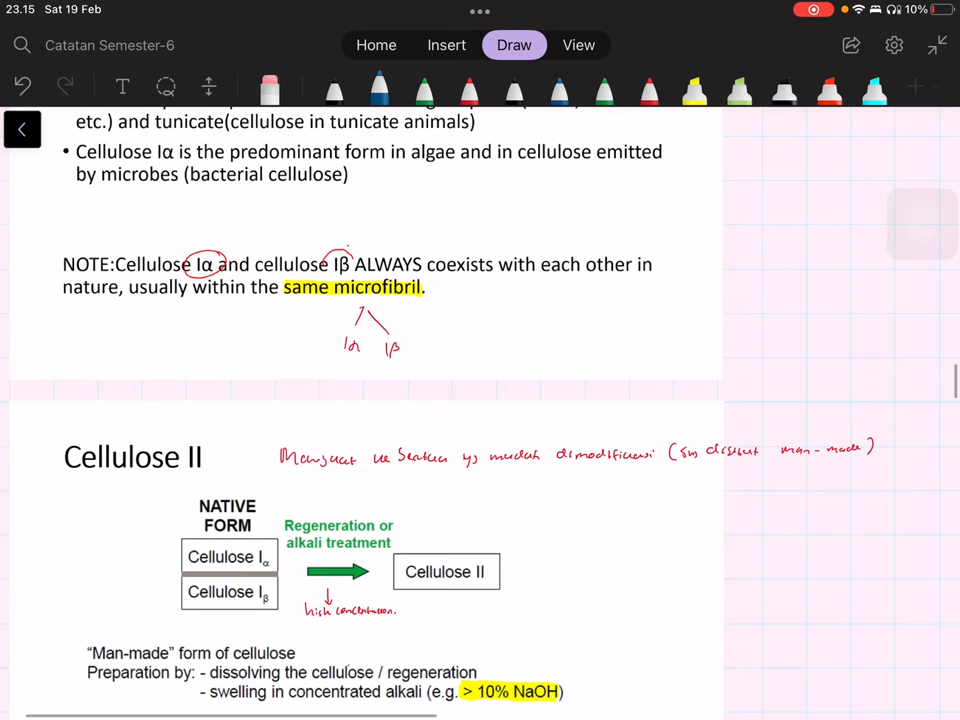 23.15 Sat 19 Feb
10%
Catatan Semester-6
Home Insert Draw View
etc.) and tunicate(cellulose in tunicate animals)
• Cellulose Iα is the predominant form in algae and in cellulose emitted
by microbes (bacterial cellulose)
NOTE:Cellulose Iα and cellulose Iβ ALWAYS coexists with each other in
nature, usually within the same microfibril.
Iα Iβ
Cellulose II
yg mudah dimodifikasi (sg disebut man-made)
NATIVE
FORM
Regeneration or
alkali treatment
Cellulose Iα
Cellulose II
Cellulose Iβ
high concentration.
“Man-made” form of cellulose
Preparation by: - dissolving the cellulose / regeneration
- swelling in concentrated alkali (e.g. > 10% NaOH)